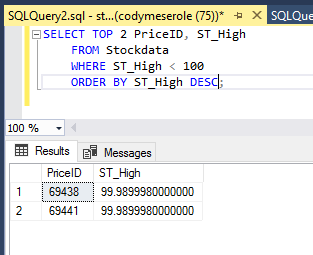 SQLQuery2.sql - st...(codymeserole (75))*
SQLQue
SELECT TOP 2 PriceID, ST_High
FROM Stockdata
WHERE ST_High < 100
ORDER BY ST_High DESC;
100 %
Results Messages
PriceID ST_High
1 69438 99.9899980000000
2 69441 99.9899980000000